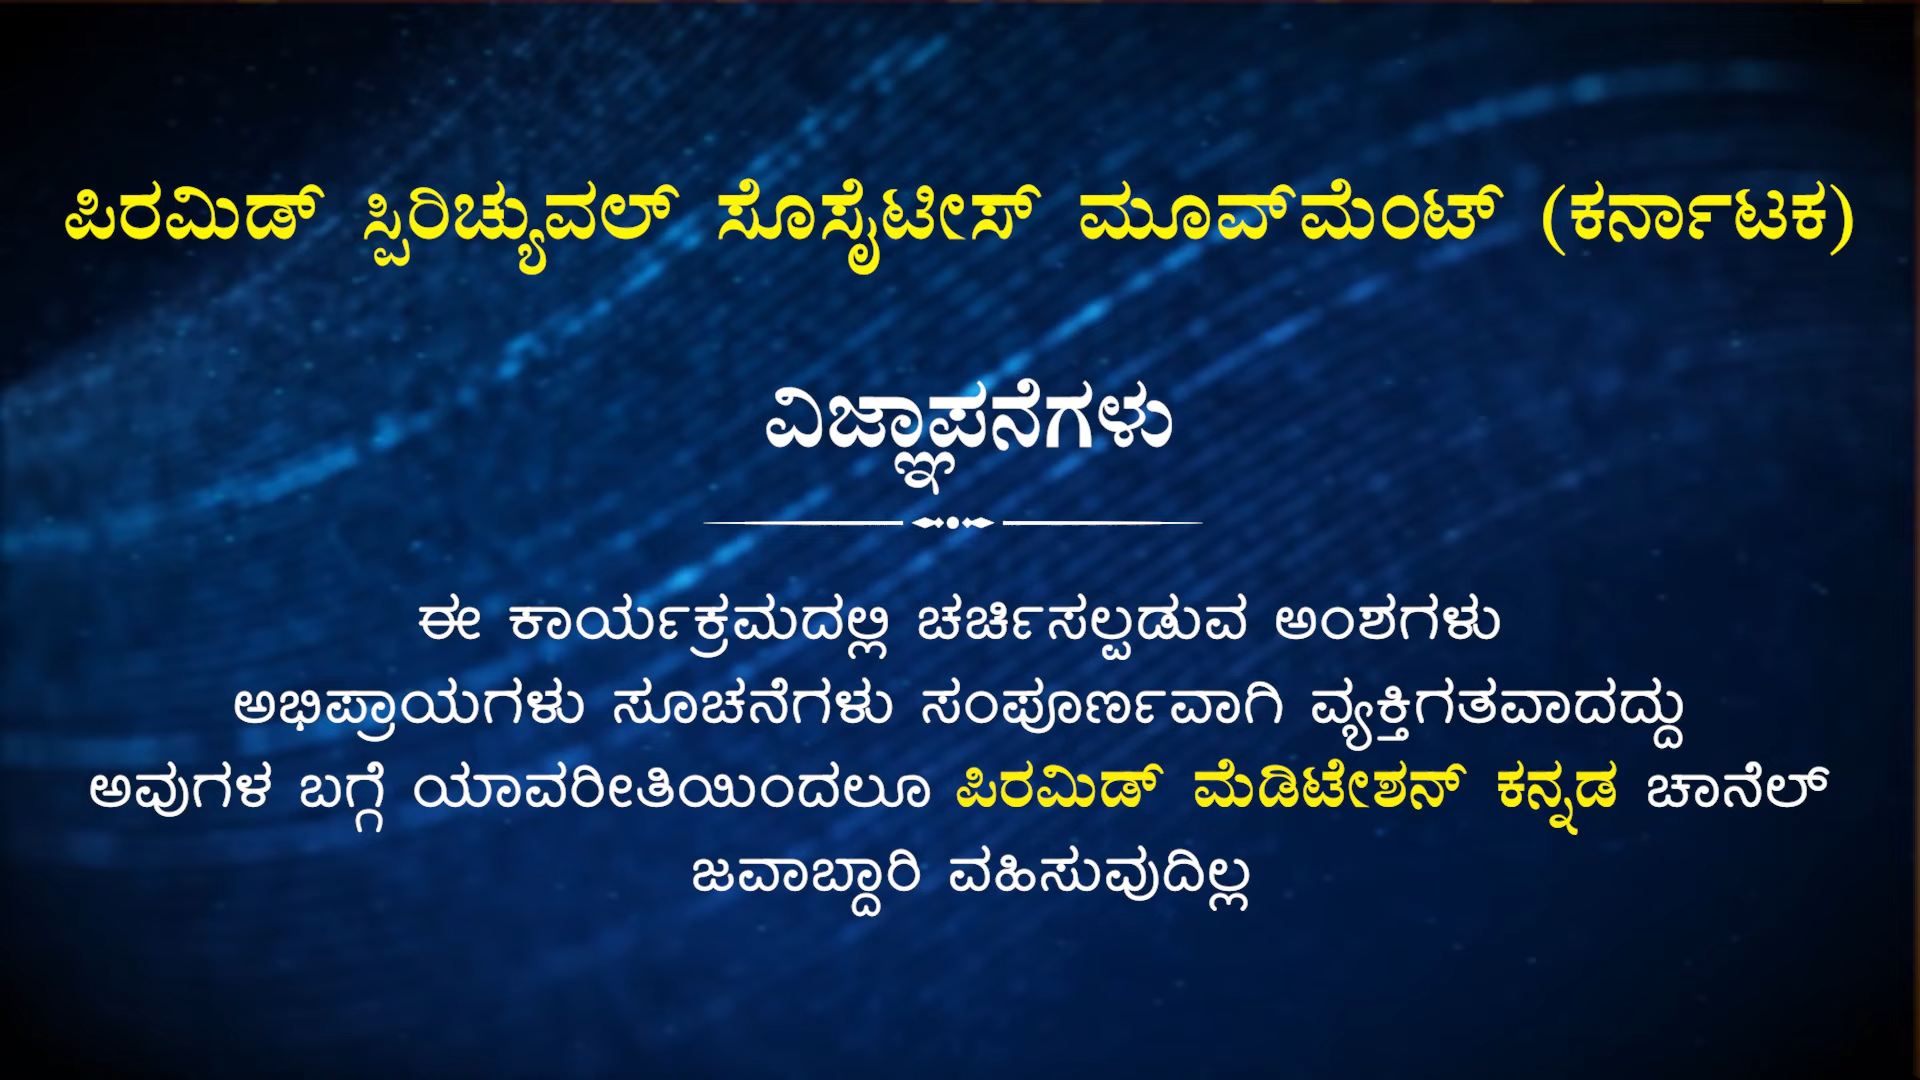 ಪಿರಮಿಡ್ ಸ್ಪಿರಿಚ್ಯುವಲ್ ಸೊಸೈಟೀಸ್ ಮೂವ್‌ಮೆಂಟ್ (ಕರ್ನಾಟಕ)
ವಿಜ್ಞಾಪನೆಗಳು
ಈ ಕಾರ್ಯಕ್ರಮದಲ್ಲಿ ಚರ್ಚಿಸಲ್ಪಡುವ ಅಂಶಗಳು
ಅಭಿಪ್ರಾಯಗಳು ಸೂಚನೆಗಳು ಸಂಪೂರ್ಣವಾಗಿ ವ್ಯಕ್ತಿಗತವಾದದ್ದು
ಅವುಗಳ ಬಗ್ಗೆ ಯಾವರೀತಿಯಿಂದಲೂ ಪಿರಮಿಡ್ ಮೆಡಿಟೇಶನ್ ಕನ್ನಡ ಚಾನೆಲ್
ಜವಾಬ್ದಾರಿ ವಹಿಸುವುದಿಲ್ಲ